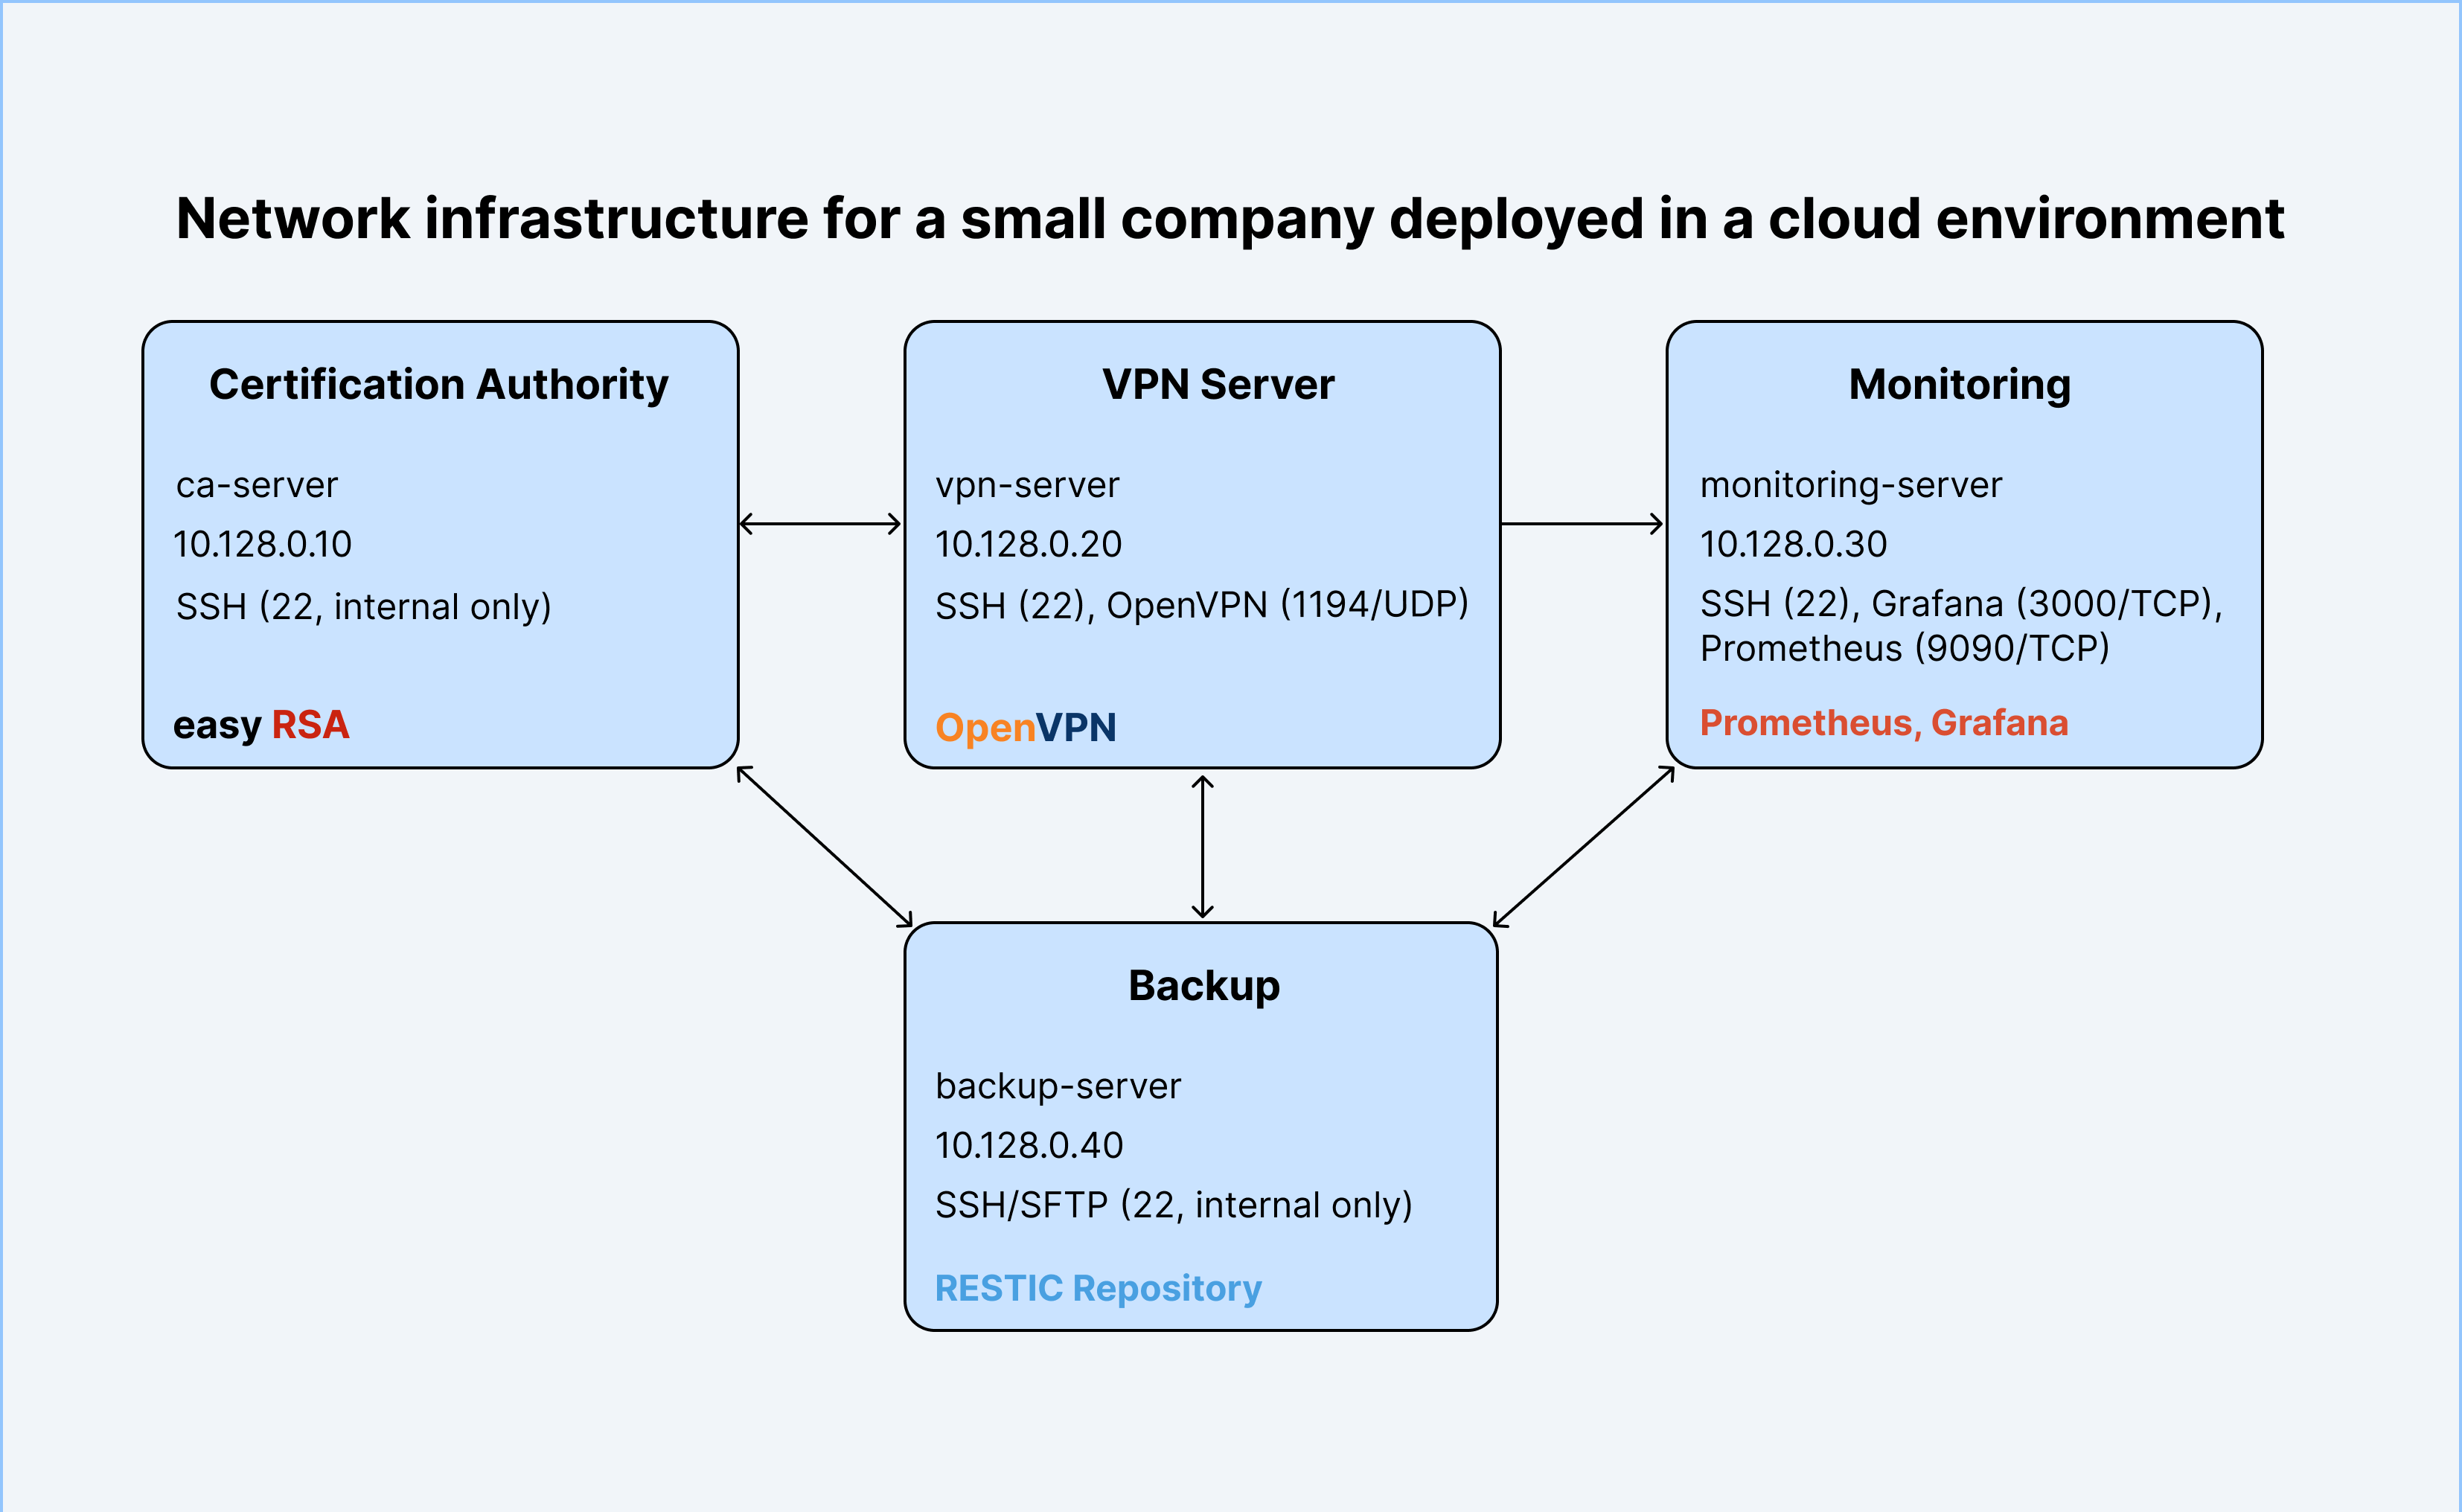 Network infrastructure for a small company deployed in a cloud environment
Certification Authority
ca-server
10.128.0.10
SSH (22, internal only)
easy RSA
VPN Server
vpn-server
10.128.0.20
SSH (22), OpenVPN (1194/UDP)
OpenVPN
Monitoring
monitoring-server
10.128.0.30
SSH (22), Grafana (3000/TCP),
Prometheus (9090/TCP)
Prometheus, Grafana
Backup
backup-server
10.128.0.40
SSH/SFTP (22, internal only)
RESTIC Repository